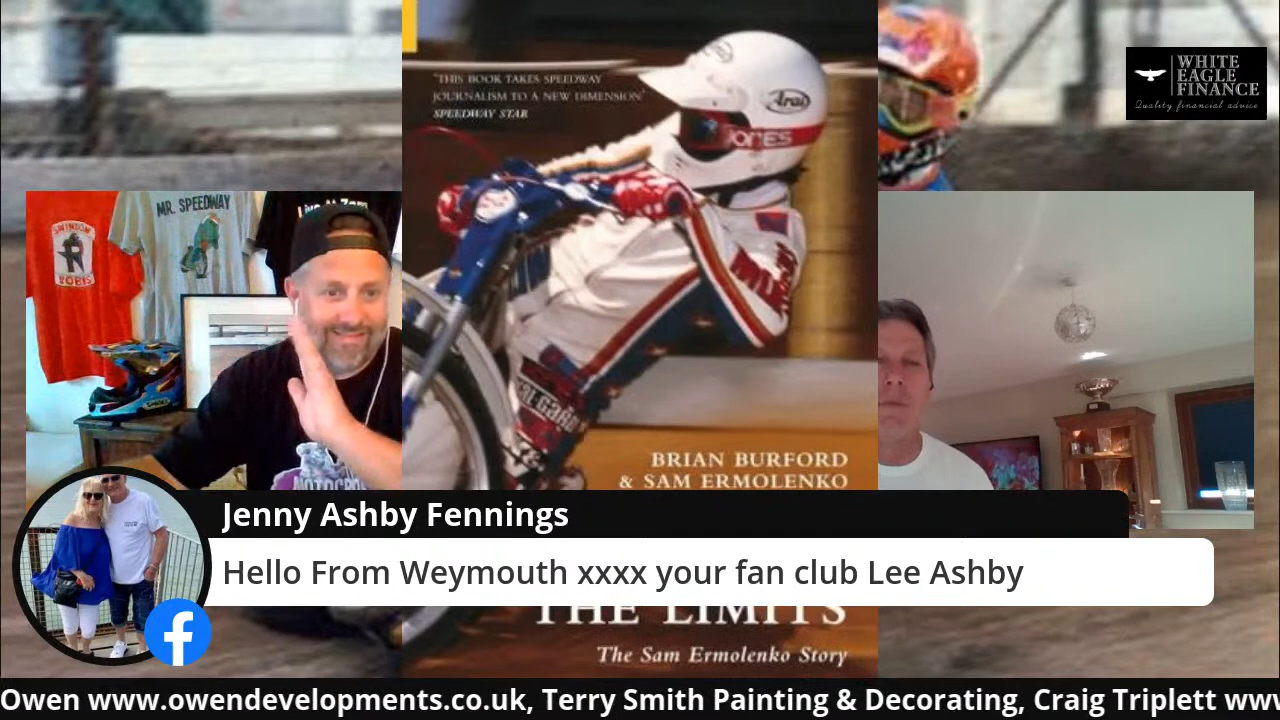 "THIS BOOK TAKES SPEEDWAY
JOURNALISM TO A NEW DIMENSION"
SPEEDWAY STAR
WHITE
EAGLE
FINANCE
Quality financial advice
Arai
JONES
MR. SPEEDWAY
SWINDON
R
ROBINS
BRIAN BURFORD
& SAM ERMOLENKO
Jenny Ashby Fennings
Hello From Weymouth xxxx your fan club Lee Ashby
THE LIMITS
The Sam Ermolenko Story
Owen www.owendevelopments.co.uk, Terry Smith Painting & Decorating, Craig Triplett www